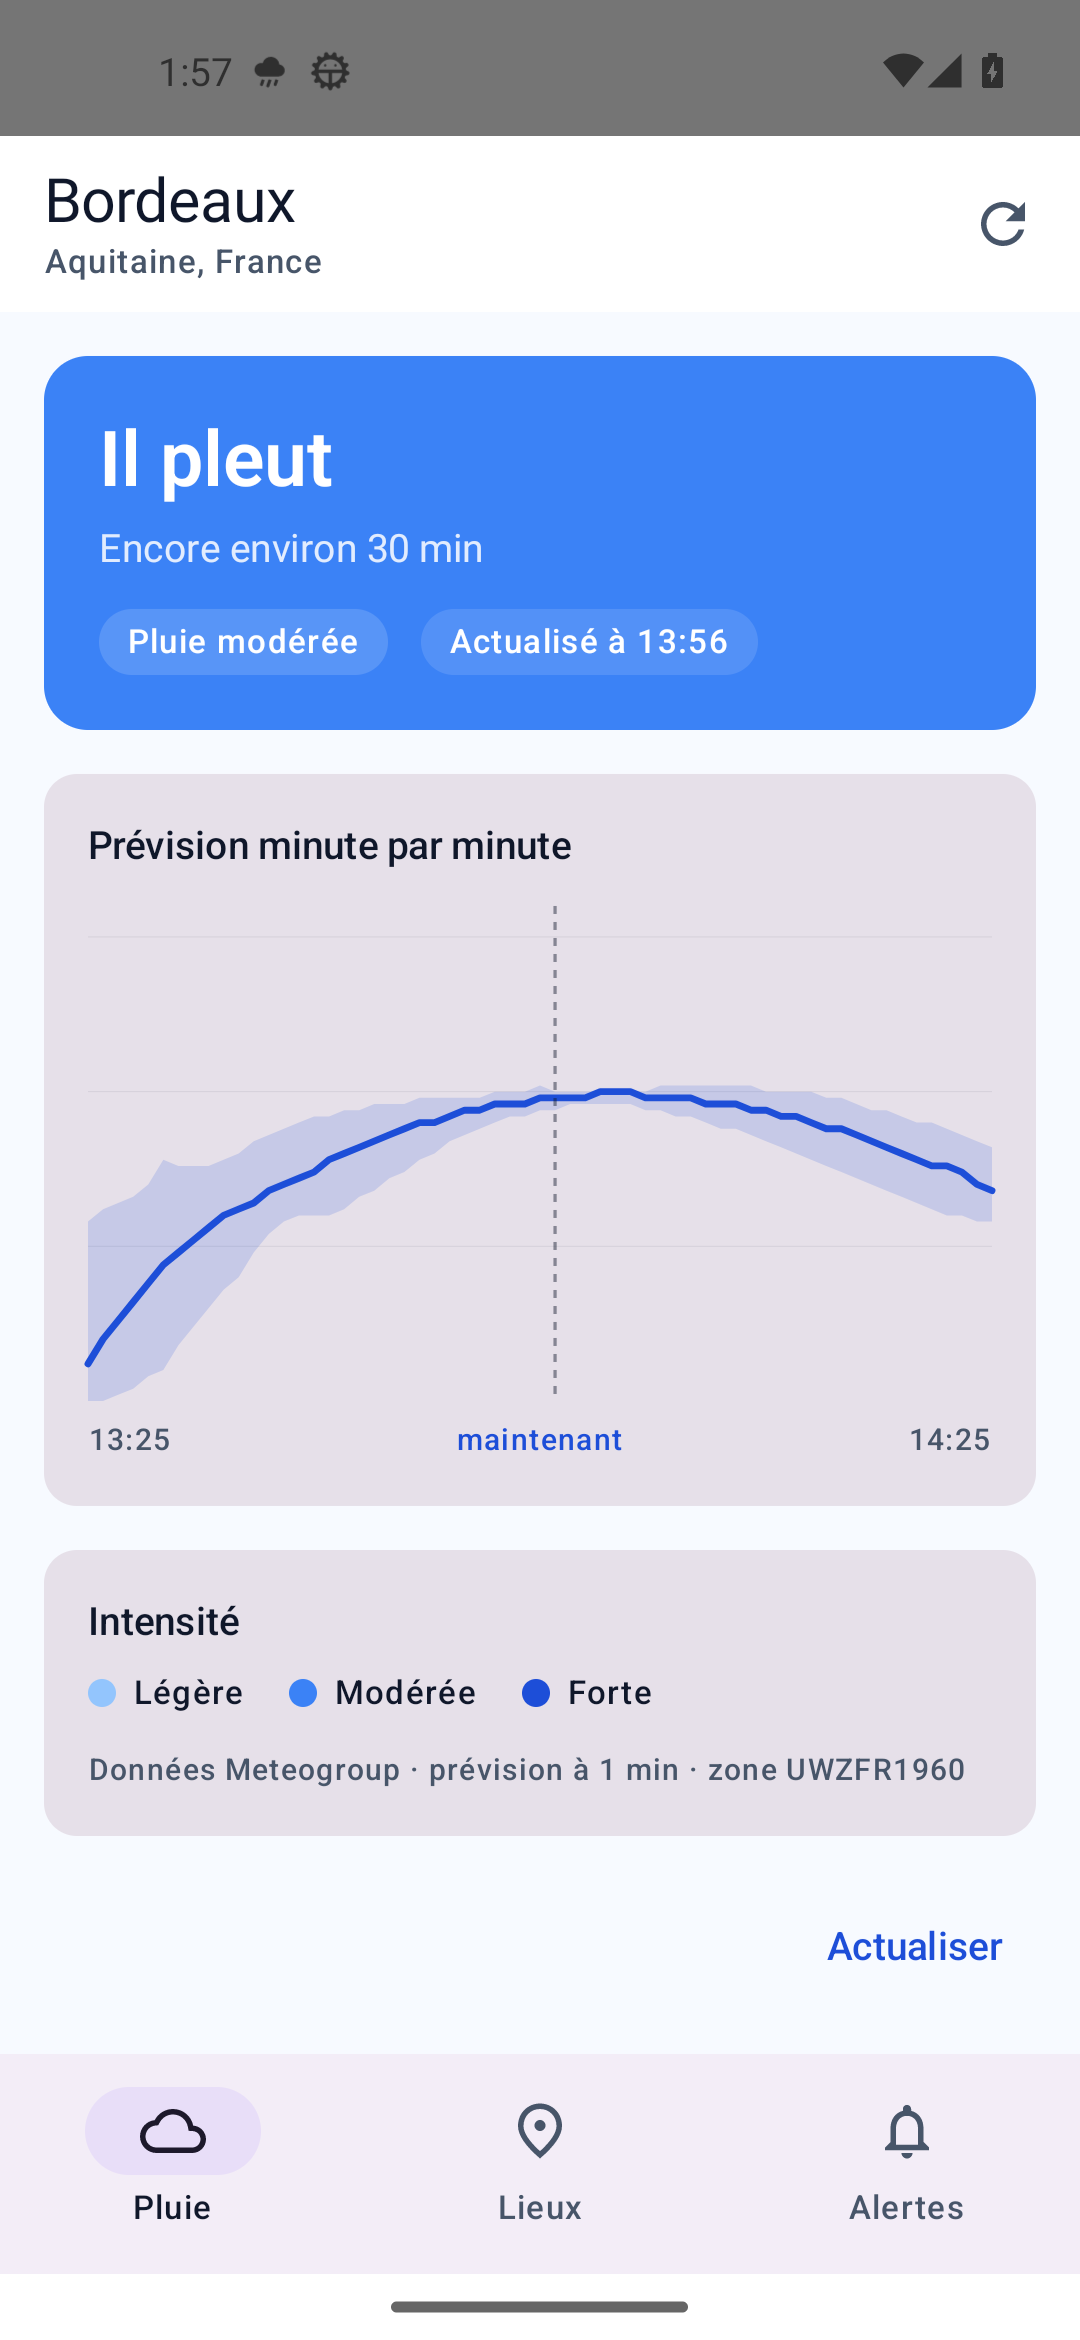 1:57
Bordeaux
Aquitaine, France
Il pleut
Encore environ 30 min
Pluie modérée
Actualisé à 13:56
Prévision minute par minute
13:25
maintenant
14:25
Intensité
Légère
Modérée
Forte
Données Meteogroup · prévision à 1 min · zone UWZFR1960
Actualiser
Pluie
Lieux
Alertes